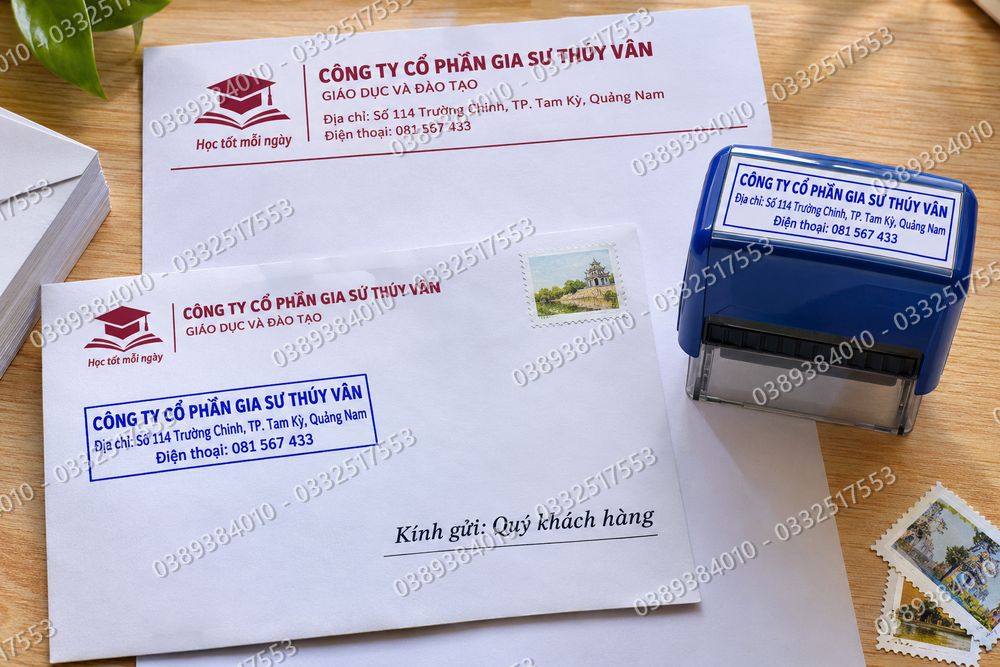 CÔNG TY CỔ PHẦN GIA SƯ THÚY VÂN
GIÁO DỤC VÀ ĐÀO TẠO
Địa chỉ: Số 114 Trường Chinh, TP. Tam Kỳ, Quảng Nam
Điện thoại: 081 567 433
Học tốt mỗi ngày
CÔNG TY CỔ PHẦN GIA SƯ THÚY VÂN
Địa chỉ: Số 114 Trường Chinh, TP. Tam Kỳ, Quảng Nam
Điện thoại: 081 567 433
CÔNG TY CỔ PHẦN GIA SỨ THÚY VÂN
GIÁO DỤC VÀ ĐÀO TẠO
Học tốt mỗi ngày
CÔNG TY CỔ PHẦN GIA SƯ THÚY VÂN
Địa chỉ: Số 114 Trường Chinh, TP. Tam Kỳ, Quảng Nam
Điện thoại: 081 567 433
Kính gửi: Quý khách hàng
0389384010 - 0332517553